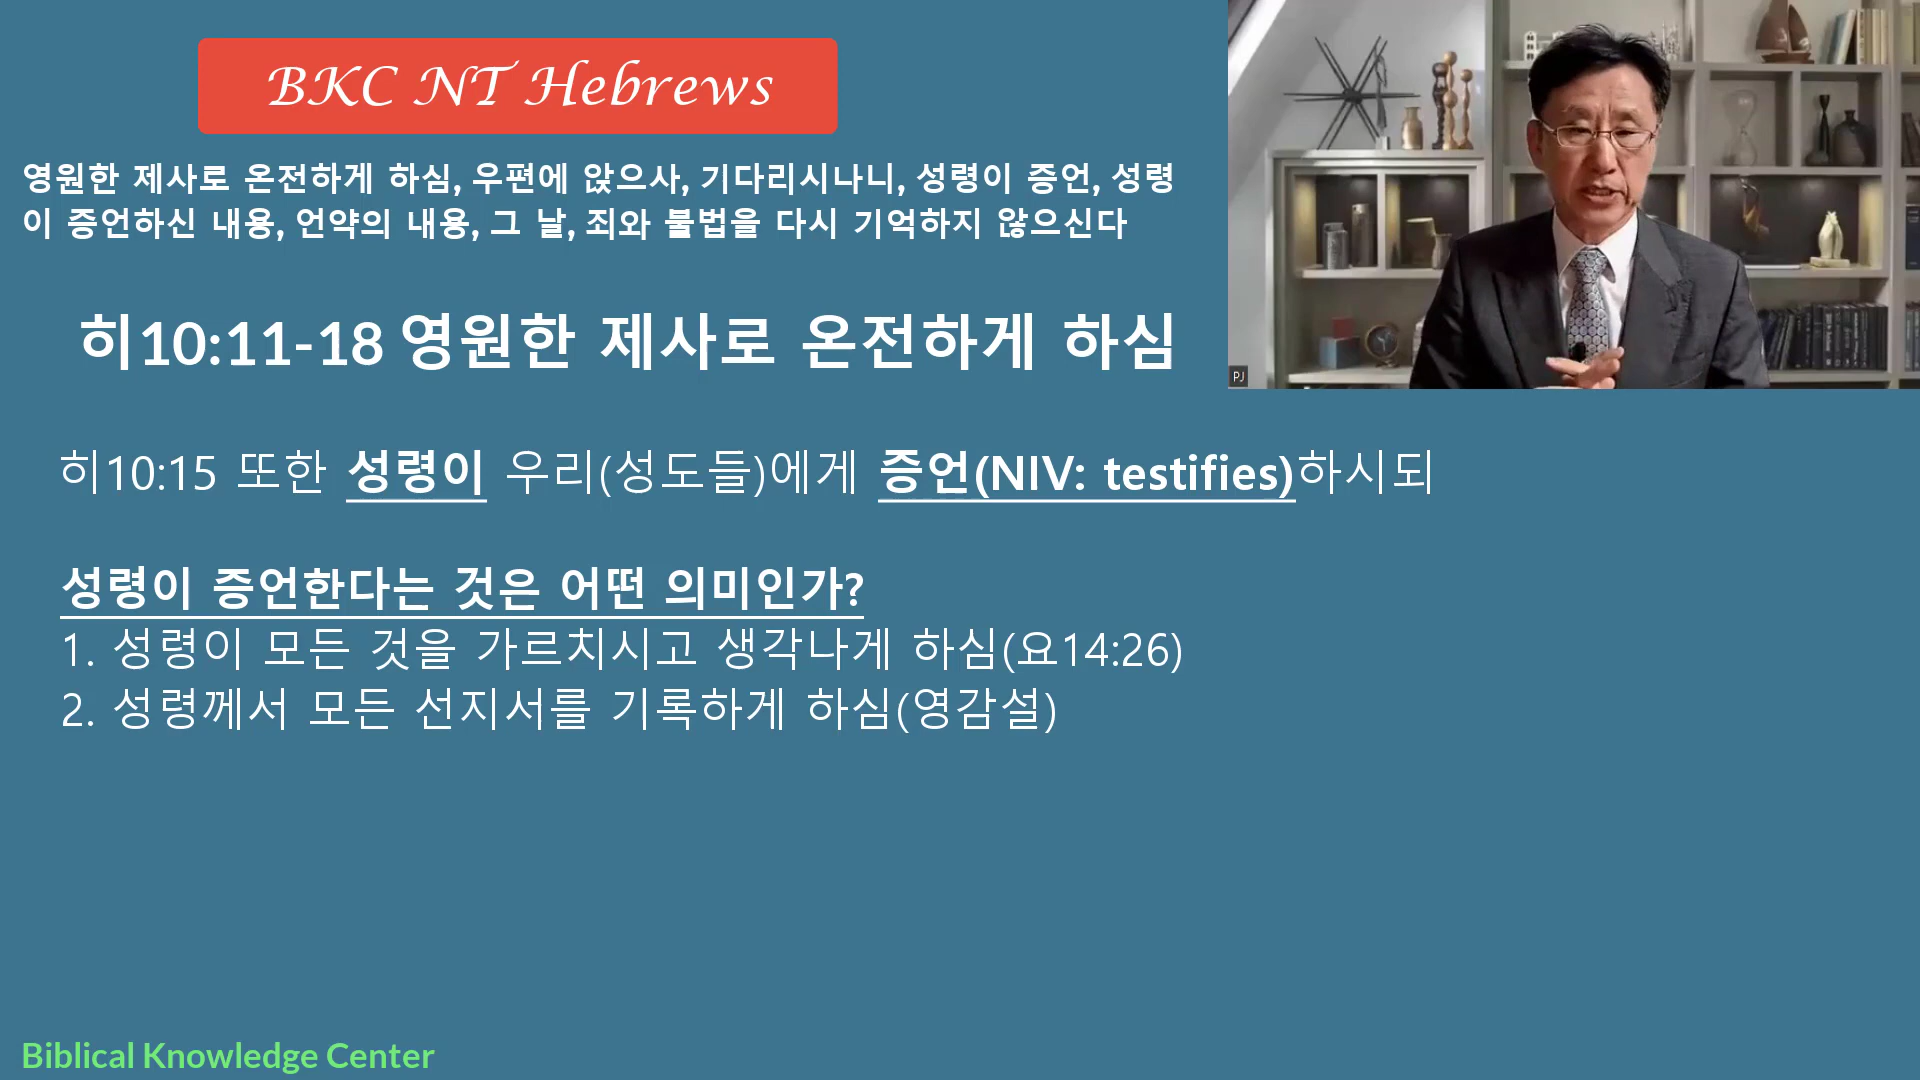 BKC NT Hebrews
영원한 제사로 온전하게 하심, 우편에 앉으사, 기다리시나니, 성령이 증언, 성령
이 증언하신 내용, 언약의 내용, 그 날, 죄와 불법을 다시 기억하지 않으신다
히10:11-18 영원한 제사로 온전하게 하심
PJ
히10:15 또한 성령이 우리(성도들)에게 증언(NIV: testifies)하시되
성령이 증언한다는 것은 어떤 의미인가?
1. 성령이 모든 것을 가르치시고 생각나게 하심(요14:26)
2. 성령께서 모든 선지서를 기록하게 하심(영감설)
Biblical Knowledge Center